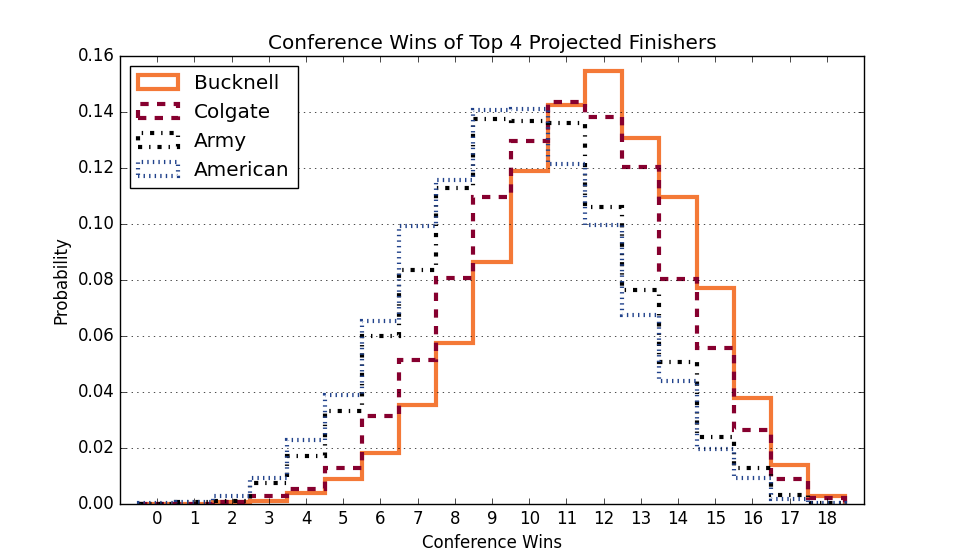 Conference Wins of Top 4 Projected Finishers
0.16
0.14
0.12
0.10
0.08
0.06
0.04
0.02
0.00
Probability
Bucknell
Colgate
Army
American
0 1 2 3 4 5 6 7 8 9 10 11 12 13 14 15 16 17 18
Conference Wins